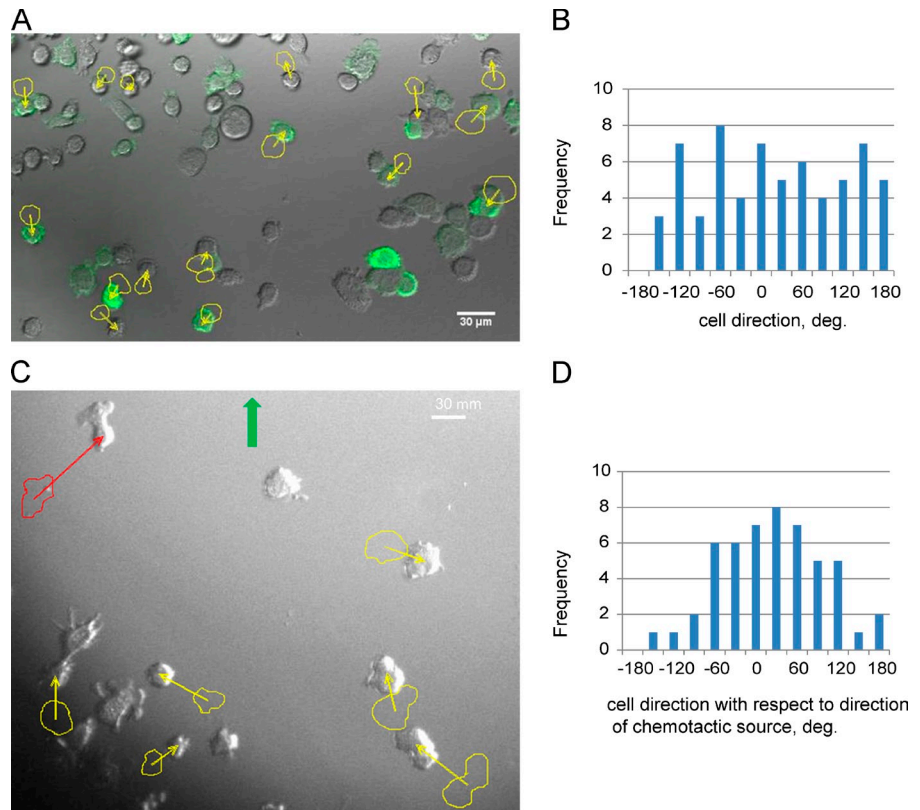 A
30 µm
B
10
8
6
4
2
0
Frequency
-180 -120 -60 0 60 120 180
cell direction, deg.
C
30 mm
D
10
8
6
4
2
0
Frequency
-180 -120 -60 0 60 120 180
cell direction with respect to direction
of chemotactic source, deg.